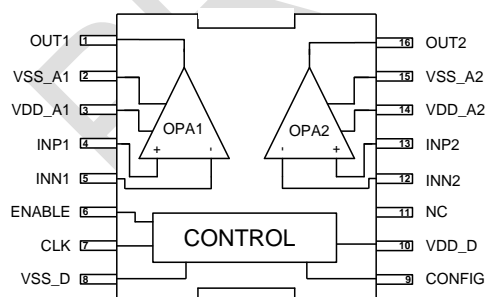 OUT1 1 16 OUT2
VSS_A1 2 15 VSS_A2
VDD_A1 3 14 VDD_A2
OPA1 OPA2
INP1 4 + - - + 13 INP2
INN1 5 12 INN2
ENABLE 6 11 NC
CLK 7 CONTROL 10 VDD_D
VSS_D 8 9 CONFIG